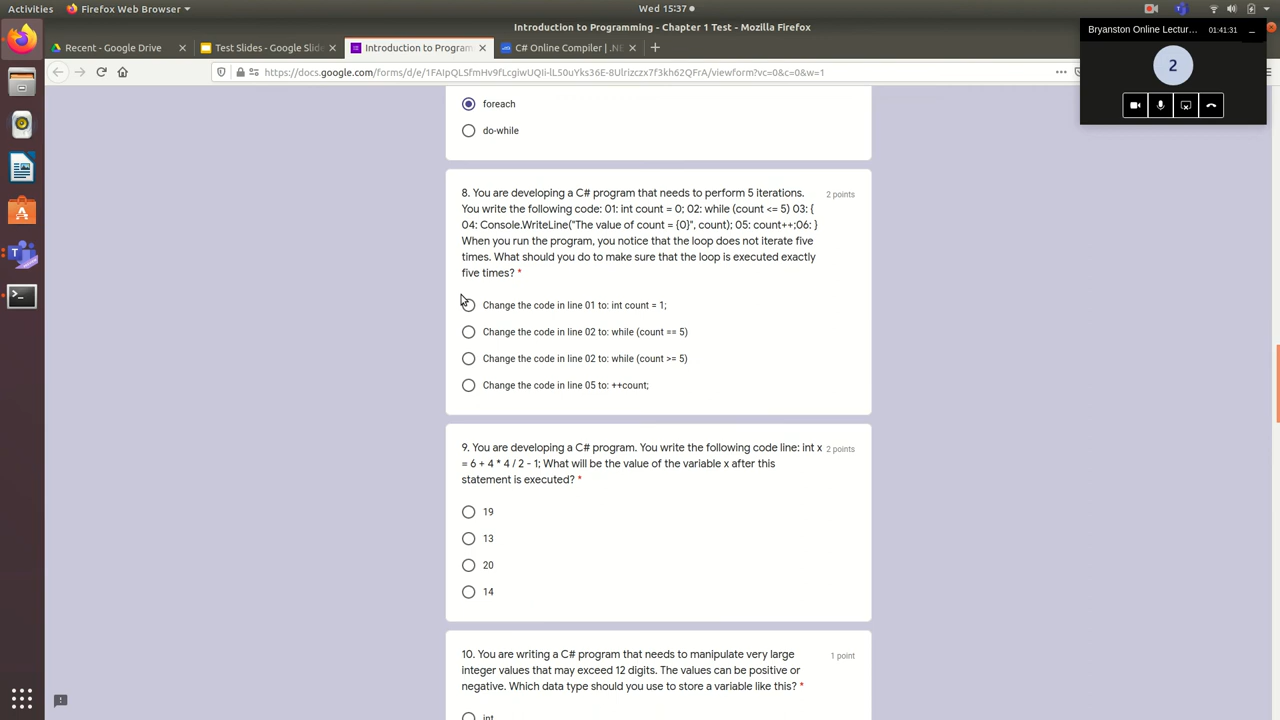 Activities
Firefox Web Browser
Wed 15:37
Introduction to Programming - Chapter 1 Test - Mozilla Firefox
Bryanston Online Lectur...
01:41:31
2
Recent - Google Drive
Test Slides - Google Slide
Introduction to Program
C# Online Compiler | .NE
https://docs.google.com/forms/d/e/1FAIpQLSfmHv9fLcgiwUQIi-lL50uYks36E-8Ulrizczx7f3kh62QFrA/viewform?vc=0&c=0&w=1
foreach
do-while
8. You are developing a C# program that needs to perform 5 iterations.
2 points
You write the following code: 01: int count = 0; 02: while (count <= 5) 03: {
04: Console.WriteLine("The value of count = {0}", count); 05: count++;06: }
When you run the program, you notice that the loop does not iterate five
times. What should you do to make sure that the loop is executed exactly
five times? *
Change the code in line 01 to: int count = 1;
Change the code in line 02 to: while (count == 5)
Change the code in line 02 to: while (count >= 5)
Change the code in line 05 to: ++count;
9. You are developing a C# program. You write the following code line: int x
2 points
= 6 + 4 * 4 / 2 - 1; What will be the value of the variable x after this
statement is executed? *
19
13
20
14
10. You are writing a C# program that needs to manipulate very large
1 point
integer values that may exceed 12 digits. The values can be positive or
negative. Which data type should you use to store a variable like this? *
int